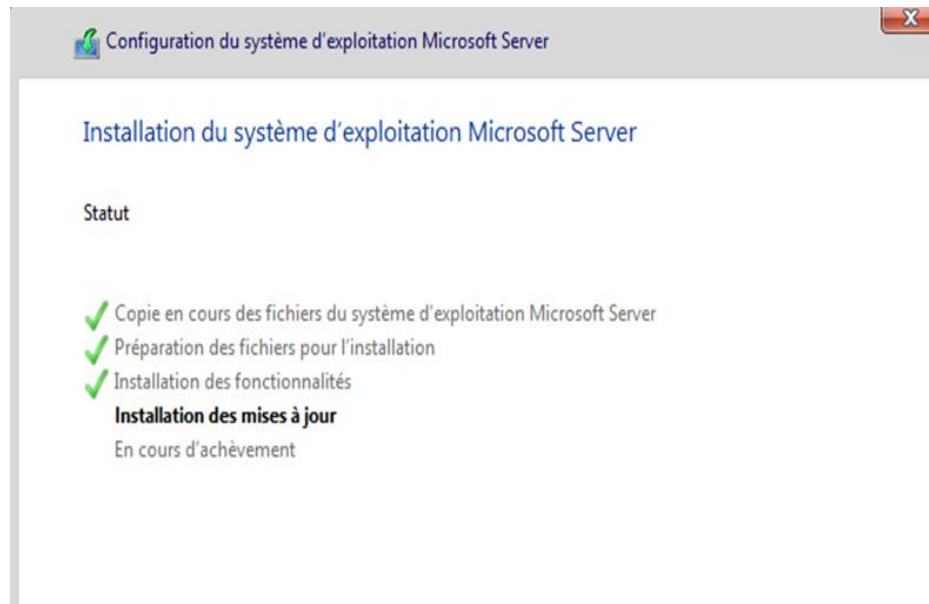 Configuration du système d'exploitation Microsoft Server
Installation du système d'exploitation Microsoft Server
Statut
Copie en cours des fichiers du système d'exploitation Microsoft Server
Préparation des fichiers pour l'installation
Installation des fonctionnalités
Installation des mises à jour
En cours d'achèvement